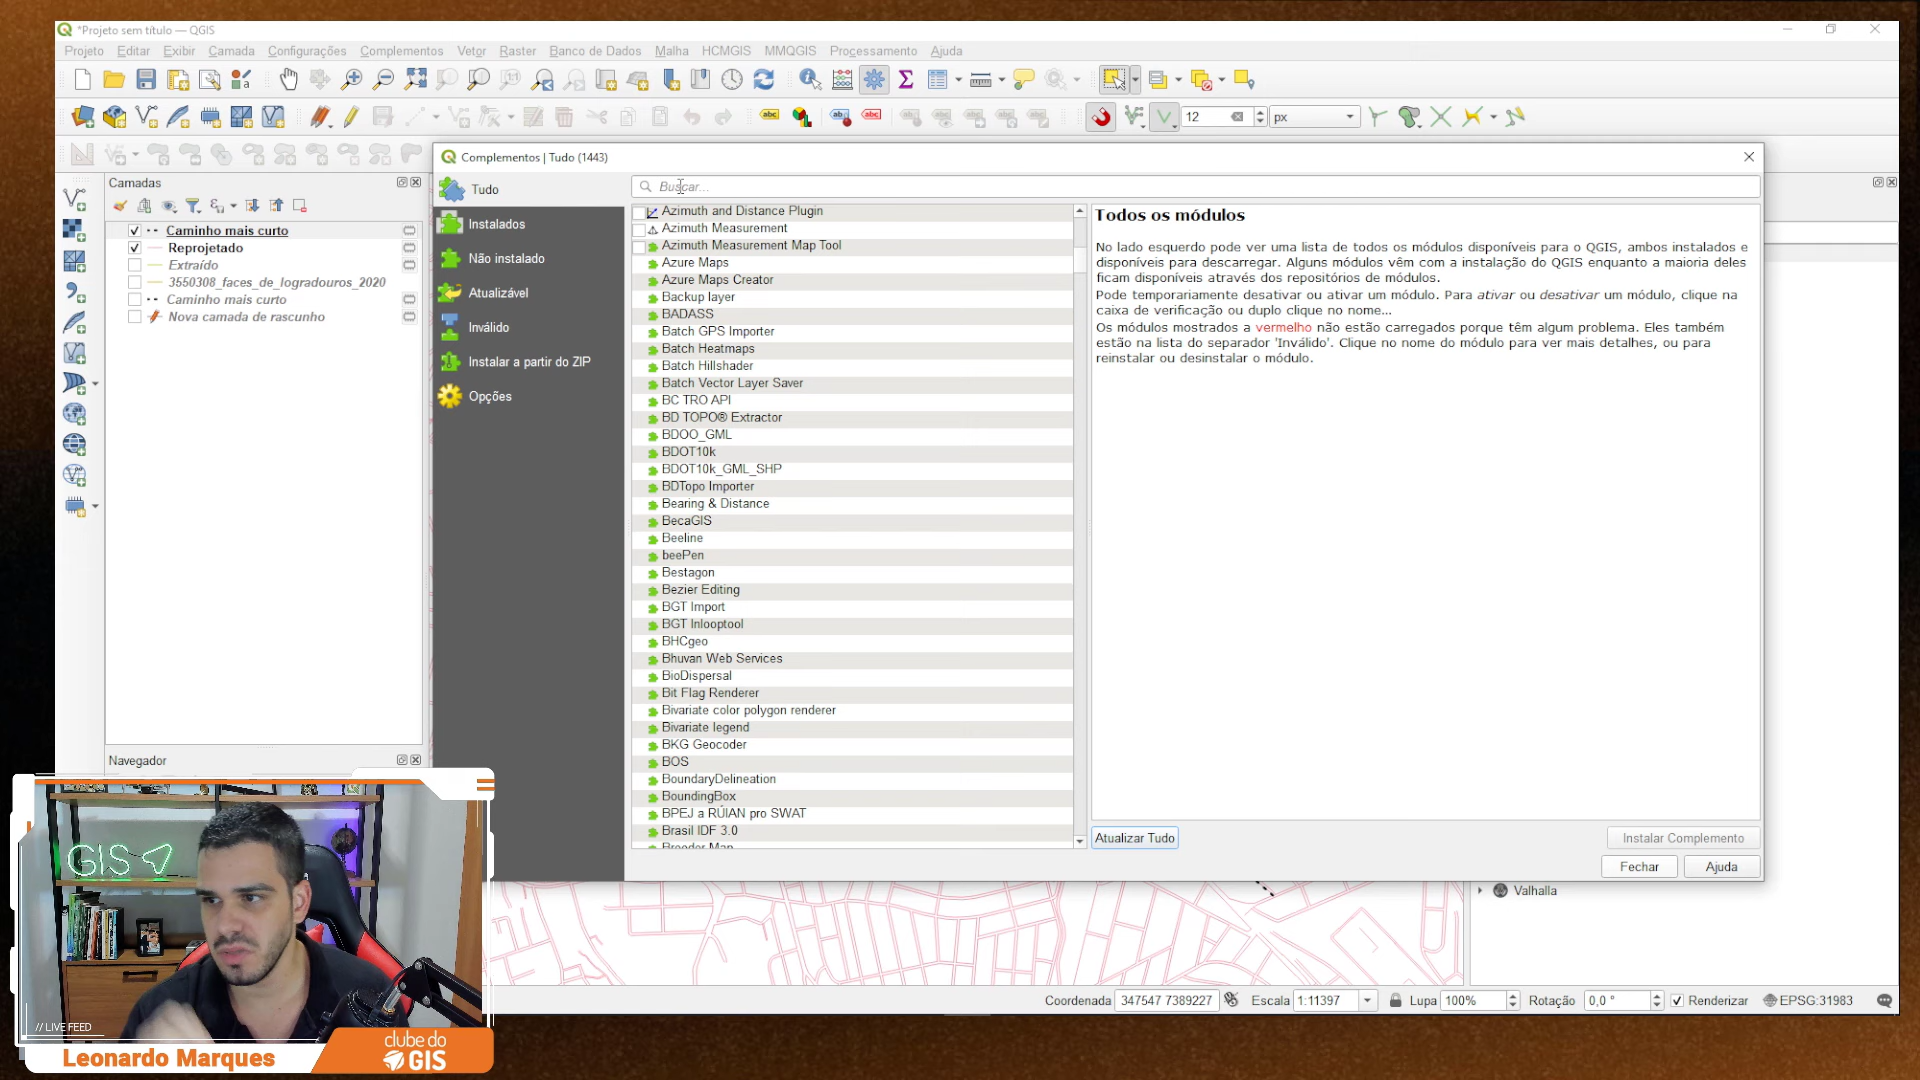 *Projeto sem título — QGIS
Projeto Editar Exibir Camada Configurações Complementos Vetor Raster Banco de Dados Malha HCMGIS MMQGIS Processamento Ajuda
12 px
Complementos | Tudo (1443)
Camadas
Caminho mais curto
Reprojetado
Extraído
3550308_faces_de_logradouros_2020
Caminho mais curto
Nova camada de rascunho
Navegador
Tudo
Instalados
Não instalado
Atualizável
Inválido
Instalar a partir do ZIP
Opções
Buscar...
Azimuth and Distance Plugin
Azimuth Measurement
Azimuth Measurement Map Tool
Azure Maps
Azure Maps Creator
Backup layer
BADASS
Batch GPS Importer
Batch Heatmaps
Batch Hillshader
Batch Vector Layer Saver
BC TRO API
BD TOPO® Extractor
BDOO_GML
BDOT10k
BDOT10k_GML_SHP
BDTopo Importer
Bearing & Distance
BecaGIS
Beeline
beePen
Bestagon
Bezier Editing
BGT Import
BGT Inlooptool
BHCgeo
Bhuvan Web Services
BioDispersal
Bit Flag Renderer
Bivariate color polygon renderer
Bivariate legend
BKG Geocoder
BOS
BoundaryDelineation
BoundingBox
BPEJ a RÚIAN pro SWAT
Brasil IDF 3.0
Breeder Map
Todos os módulos
No lado esquerdo pode ver uma lista de todos os módulos disponíveis para o QGIS, ambos instalados e
disponíveis para descarregar. Alguns módulos vêm com a instalação do QGIS enquanto a maioria deles
ficam disponíveis através dos repositórios de módulos.
Pode temporariamente desativar ou ativar um módulo. Para ativar ou desativar um módulo, clique na
caixa de verificação ou duplo clique no nome...
Os módulos mostrados a vermelho não estão carregados porque têm algum problema. Eles também
estão na lista do separador 'Inválido'. Clique no nome do módulo para ver mais detalhes, ou para
reinstalar ou desinstalar o módulo.
Atualizar Tudo Instalar Complemento
Fechar Ajuda
Valhalla
Coordenada 347547 7389227 Escala 1:11397 Lupa 100% Rotação 0,0 ° Renderizar EPSG:31983
GIS
// LIVE FEED
Leonardo Marques
clube do
GIS